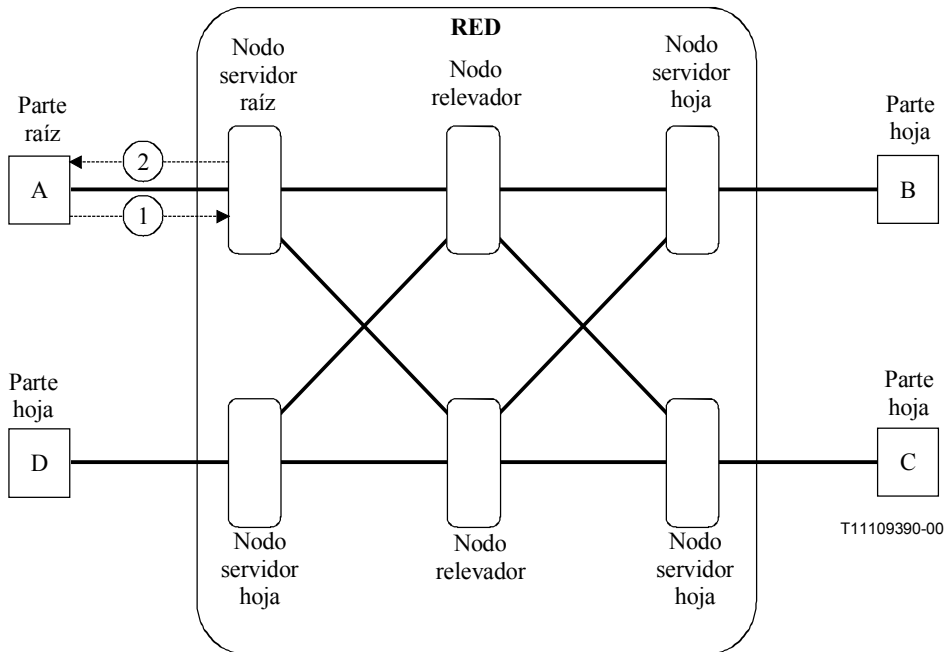 RED
Nodo
servidor
raíz
Nodo
relevador
Nodo
servidor
hoja
Parte
raíz
A
2
1
Parte
hoja
B
Parte
hoja
D
Parte
hoja
C
T11109390-00
Nodo
servidor
hoja
Nodo
relevador
Nodo
servidor
hoja